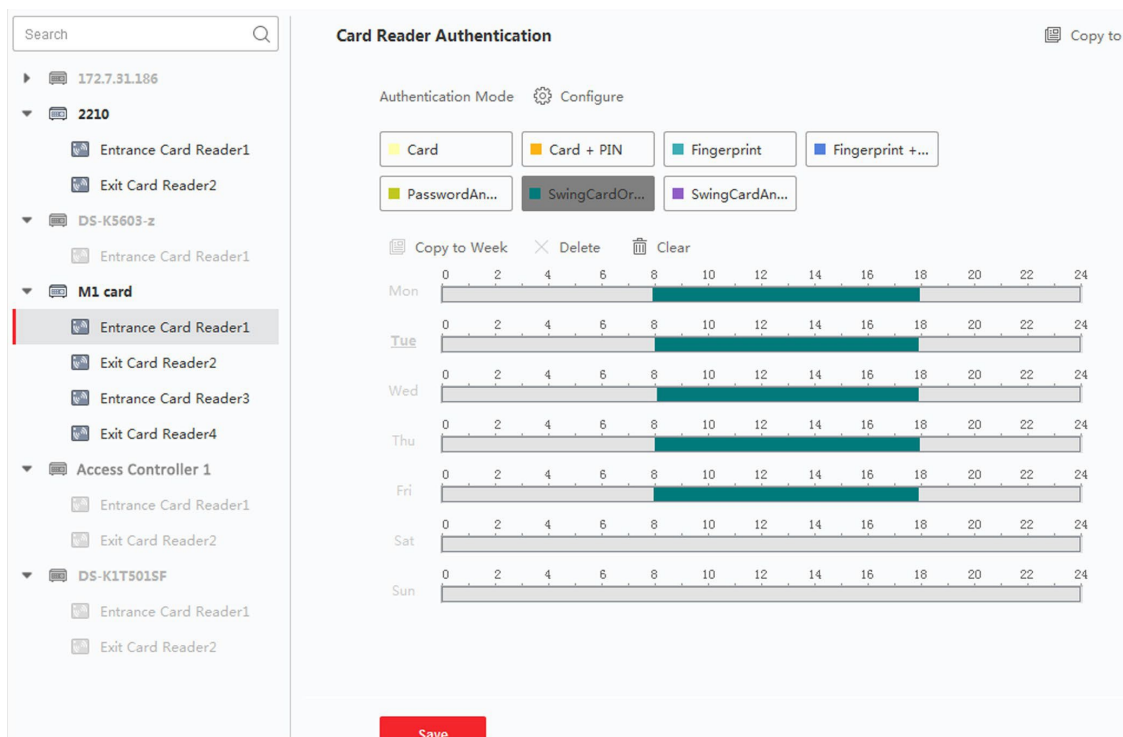 Search
172.7.31.186
2210
Entrance Card Reader1
Exit Card Reader2
DS-K5603-z
Entrance Card Reader1
M1 card
Entrance Card Reader1
Exit Card Reader2
Entrance Card Reader3
Exit Card Reader4
Access Controller 1
Entrance Card Reader1
Exit Card Reader2
DS-K1T501SF
Entrance Card Reader1
Exit Card Reader2
Card Reader Authentication
Copy to
Authentication Mode Configure
Card Card + PIN Fingerprint Fingerprint +...
PasswordAn... SwingCardOr... SwingCardAn...
Copy to Week Delete Clear
0 2 4 6 8 10 12 14 16 18 20 22 24
Mon
0 2 4 6 8 10 12 14 16 18 20 22 24
Tue
0 2 4 6 8 10 12 14 16 18 20 22 24
Wed
0 2 4 6 8 10 12 14 16 18 20 22 24
Thu
0 2 4 6 8 10 12 14 16 18 20 22 24
Fri
0 2 4 6 8 10 12 14 16 18 20 22 24
Sat
0 2 4 6 8 10 12 14 16 18 20 22 24
Sun
Save